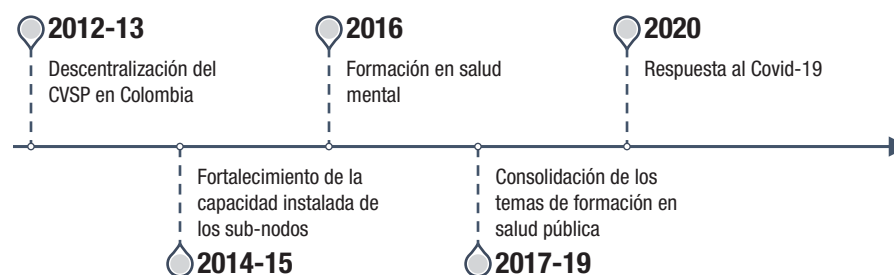 2012-13
Descentralización del
CVSP en Colombia
2016
Formación en salud
mental
2020
Respuesta al Covid-19
Fortalecimiento de la
capacidad instalada de
los sub-nodos
2014-15
Consolidación de los
temas de formación en
salud pública
2017-19